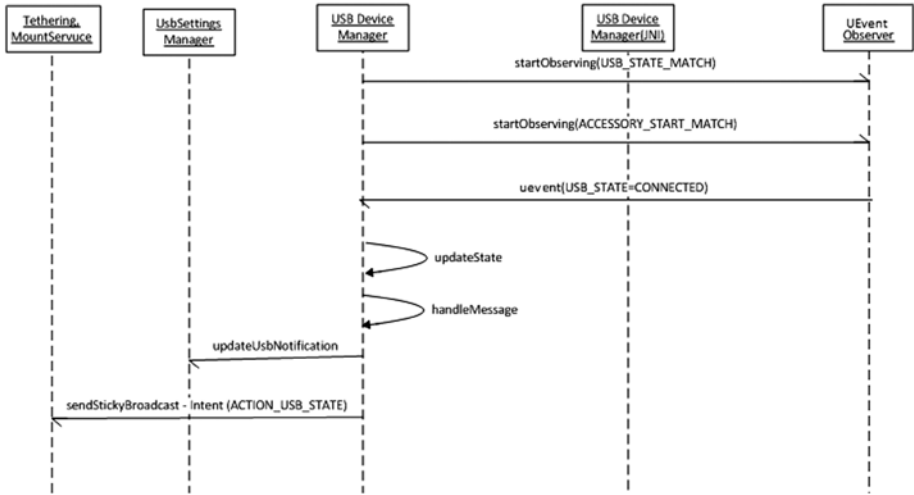 Tethering,
MountServuce
UsbSettings
Manager
USB Device
Manager
USB Device
Manager(JNI)
UEvent
Observer
startObserving(USB_STATE_MATCH)
startObserving(ACCESSORY_START_MATCH)
uevent(USB_STATE=CONNECTED)
updateState
handleMessage
updateUsbNotification
sendStickyBroadcast - Intent (ACTION_USB_STATE)